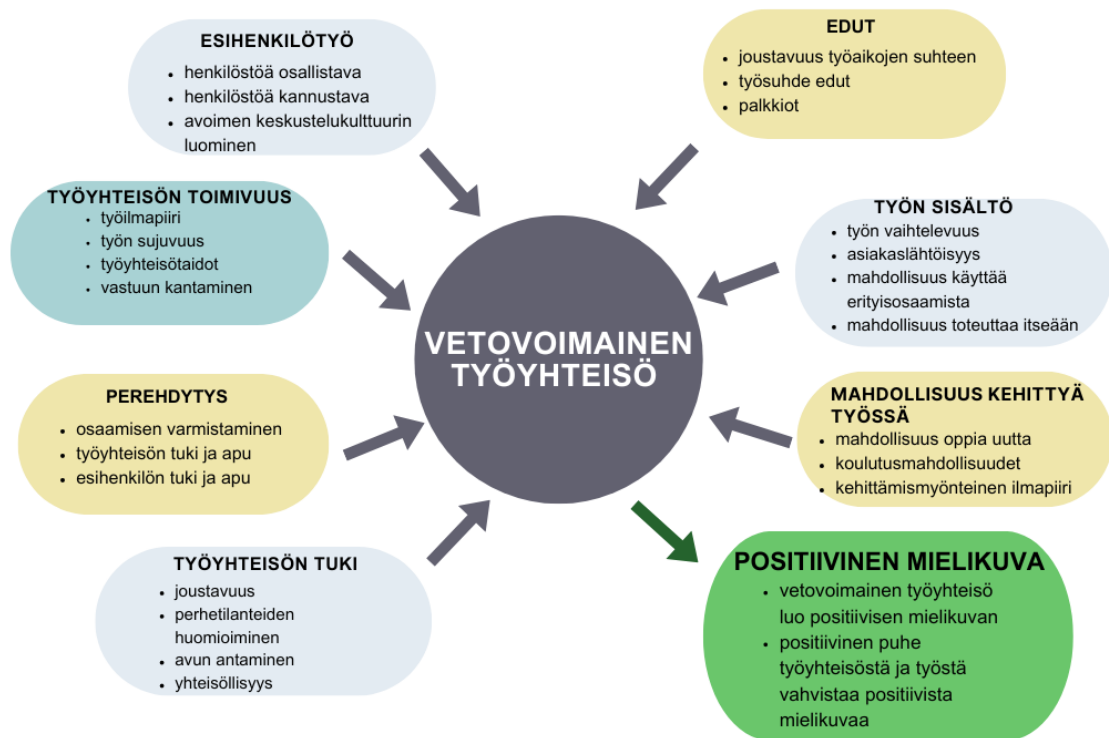 ESIHENKILÖTYÖ
• henkilöstöä osallistava
• henkilöstöä kannustava
• avoimen keskustelukulttuurin
luominen
EDUT
• joustavuus työaikojen suhteen
• työsuhde edut
• palkkiot
TYÖYHTEISÖN TOIMIVUUS
• työilmapiiri
• työn sujuvuus
• työyhteisötaidot
• vastuun kantaminen
TYÖN SISÄLTÖ
• työn vaihtelevuus
• asiakaslähtöisyys
• mahdollisuus käyttää
erityisosaamista
• mahdollisuus toteuttaa itseään
VETOVOIMAINEN
TYÖYHTEISÖ
PEREHDYTYS
• osaamisen varmistaminen
• työyhteisön tuki ja apu
• esihenkilön tuki ja apu
MAHDOLLISUUS KEHITTYÄ
TYÖSSÄ
• mahdollisuus oppia uutta
• koulutusmahdollisuudet
• kehittämismyönteinen ilmapiiri
TYÖYHTEISÖN TUKI
• joustavuus
• perhetilanteiden
huomioiminen
• avun antaminen
• yhteisöllisyys
POSITIIVINEN MIELIKUVA
• vetovoimainen työyhteisö
luo positiivisen mielikuvan
• positiivinen puhe
työyhteisöstä ja työstä
vahvistaa positiivista
mielikuvaa